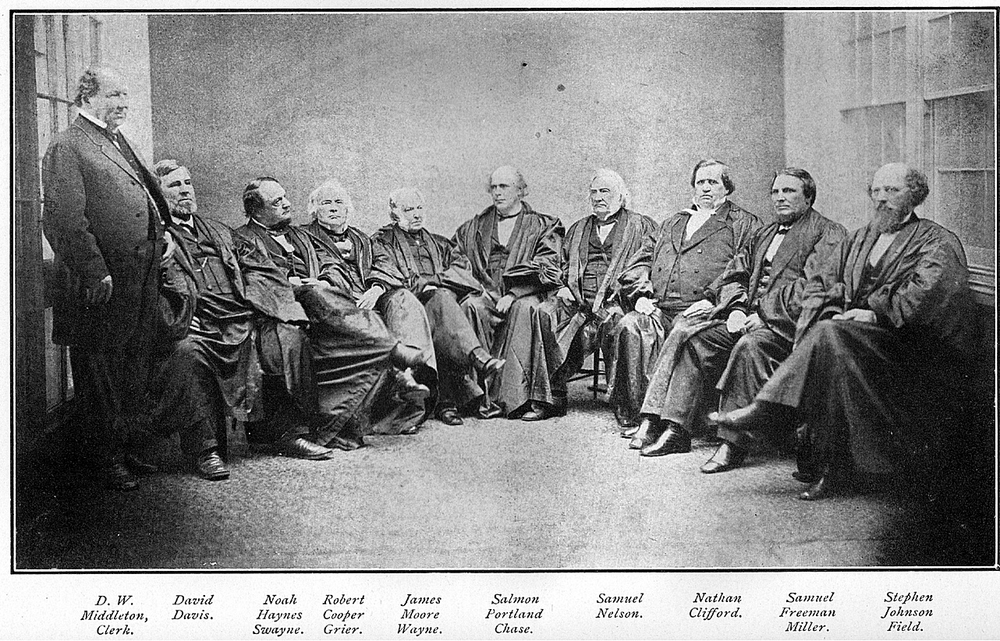 D. W. Middleton, Clerk.
David Davis.
Noah Haynes Swayne.
Robert Cooper Grier.
James Moore Wayne.
Salmon Portland Chase.
Samuel Nelson.
Nathan Clifford.
Samuel Freeman Miller.
Stephen Johnson Field.